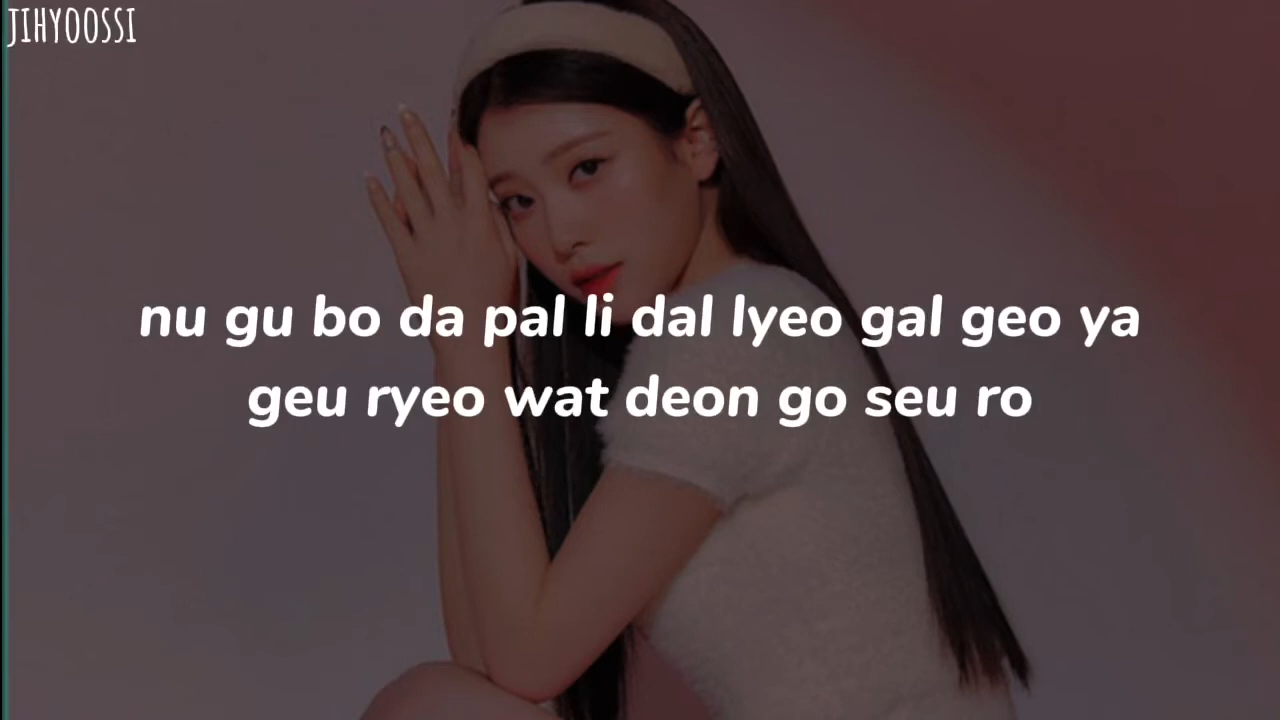 JIHYOOSSI
nu gu bo da pal li dal lyeo gal geo ya
geu ryeo wat deon go seu ro